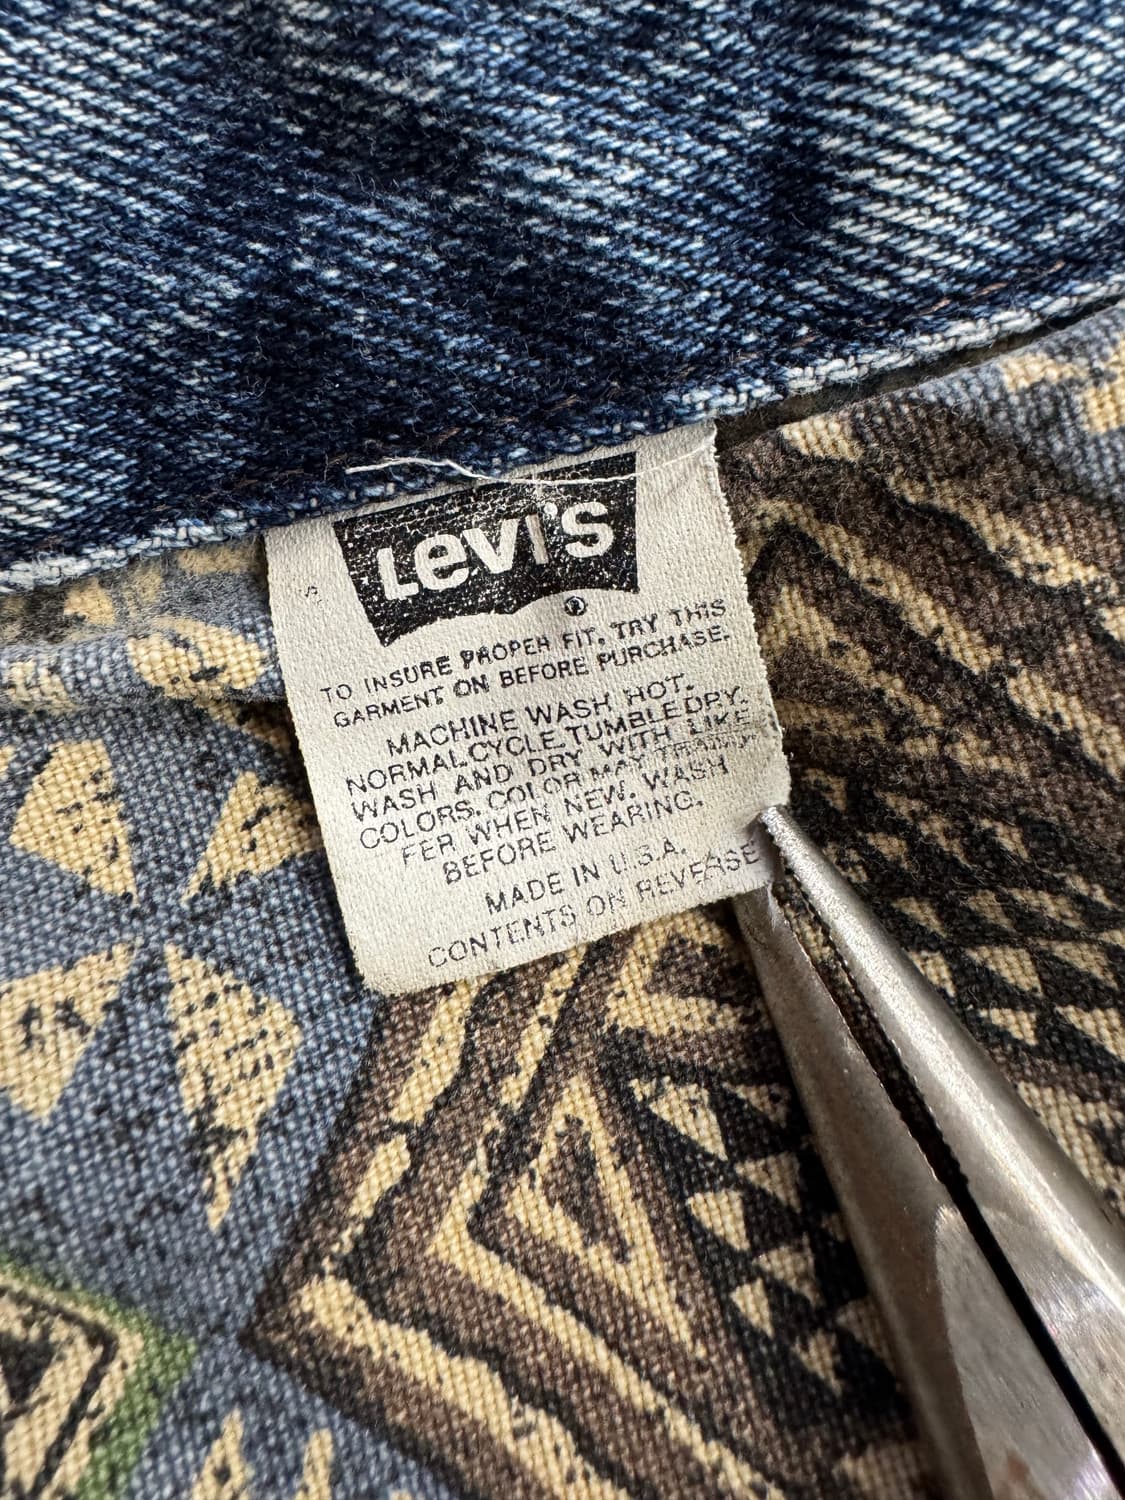 LEVI'S
®
TO INSURE PROPER FIT, TRY THIS
GARMENT ON BEFORE PURCHASE.
MACHINE WASH HOT,
NORMAL CYCLE, TUMBLE DRY.
WASH AND DRY WITH LIKE
COLORS. COLOR MAY TRANS-
FER WHEN NEW. WASH
BEFORE WEARING.
MADE IN U.S.A.
CONTENTS ON REVERSE